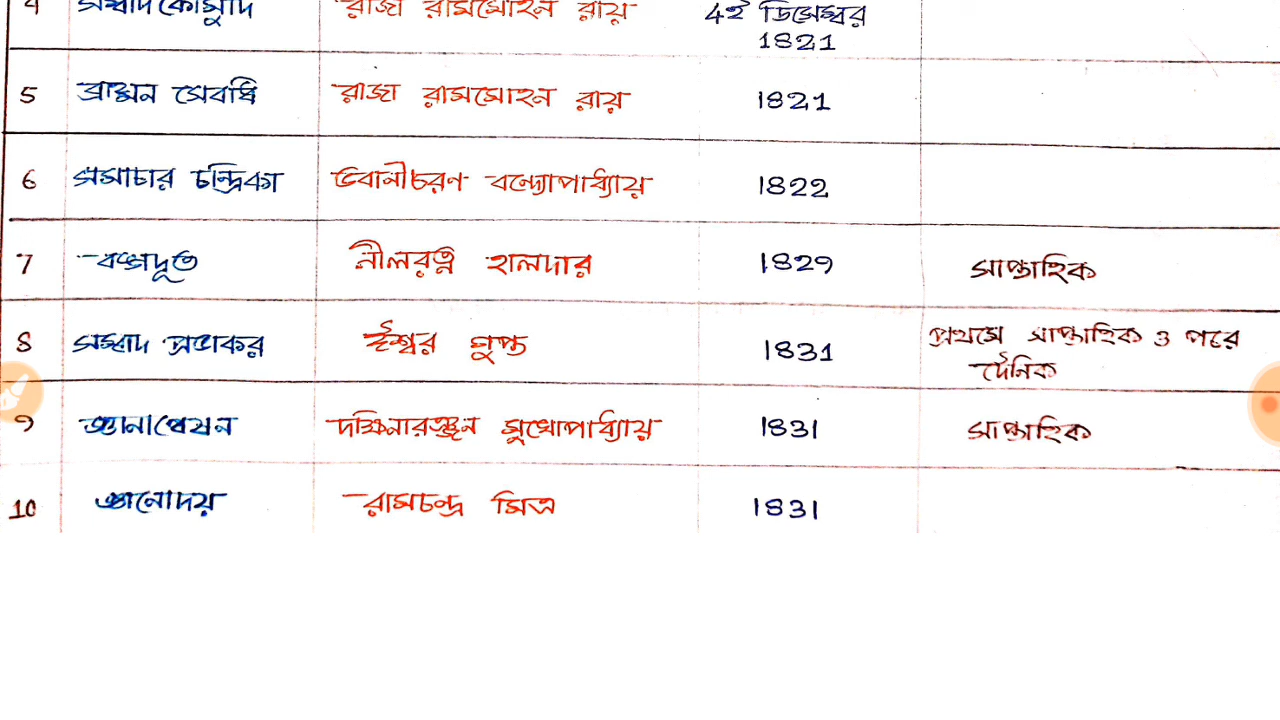 4 সম্বাদ কৌমুদি রাজা রামমোহন রায় 4ঠা ডিসেম্বর
1821
5 ব্রাহ্মন সেবধি রাজা রামমোহন রায় 1821
6 সমাচার চন্দ্রিকা ভবানীচরণ বন্দ্যোপাধ্যায় 1822
7 বঙ্গদূত নীলরত্ন হালদার 1829 সাপ্তাহিক
8 সম্বাদ প্রভাকর ঈশ্বর গুপ্ত 1831 প্রথমে সাপ্তাহিক ও পরে
দৈনিক
9 জ্ঞানান্বেষন দক্ষিনারঞ্জন মুখোপাধ্যায় 1831 সাপ্তাহিক
10 জ্ঞানোদয় রামচন্দ্র মিত্র 1831